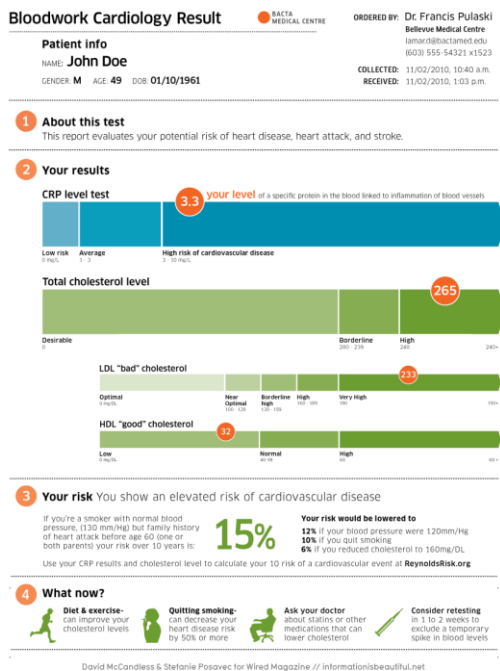 Bloodwork Cardiology Result
BACTA
MEDICAL CENTRE
ORDERED BY: Dr. Francis Pulaski
Bellevue Medical Centre
lamar.d@bactamed.edu
(603) 555-54321 x1523
COLLECTED: 11/02/2010, 10:40 a.m.
RECEIVED: 11/02/2010, 1:03 p.m.
Patient info
NAME: John Doe
GENDER: M AGE: 49 DOB: 01/10/1961
1 About this test
This report evaluates your potential risk of heart disease, heart attack, and stroke.
2 Your results
CRP level test
3.3 your level of a specific protein in the blood linked to inflammation of blood vessels
Low risk Average High risk of cardiovascular disease
0 mg/L 1 - 3 3 - 10 mg/L
Total cholesterol level
265
Desirable Borderline High
0 200 - 239 240 240+
LDL "bad" cholesterol
233
Optimal Near Optimal Borderline high High Very High
0 mg/DL 100 - 129 130 - 159 160 - 189 190
HDL "good" cholesterol
32
Low Normal High
0 mg/DL 60 60+
3 Your risk You show an elevated risk of cardiovascular disease
If you're a smoker with normal blood
pressure, (130 mm/Hg) but family history
of heart attack before age 60 (one or
both parents) your risk over 10 years is:
15%
Your risk would be lowered to
12% if your blood pressure were 120mm/Hg
10% if you quit smoking
6% if you reduced cholesterol to 160mg/DL
Use your CRP results and cholesterol level to calculate your 10 risk of a cardiovascular event at ReynoldsRisk.org
4 What now?
Diet & exercise-
can improve your
cholesterol levels
Quitting smoking-
can decrease your
heart disease risk
by 50% or more
Ask your doctor
about statins or other
medications that can
lower cholesterol
Consider retesting
in 1 to 2 weeks to
exclude a temporary
spike in blood levels
David McCandless & Stefanie Posavec for Wired Magazine // informationisbeautiful.net